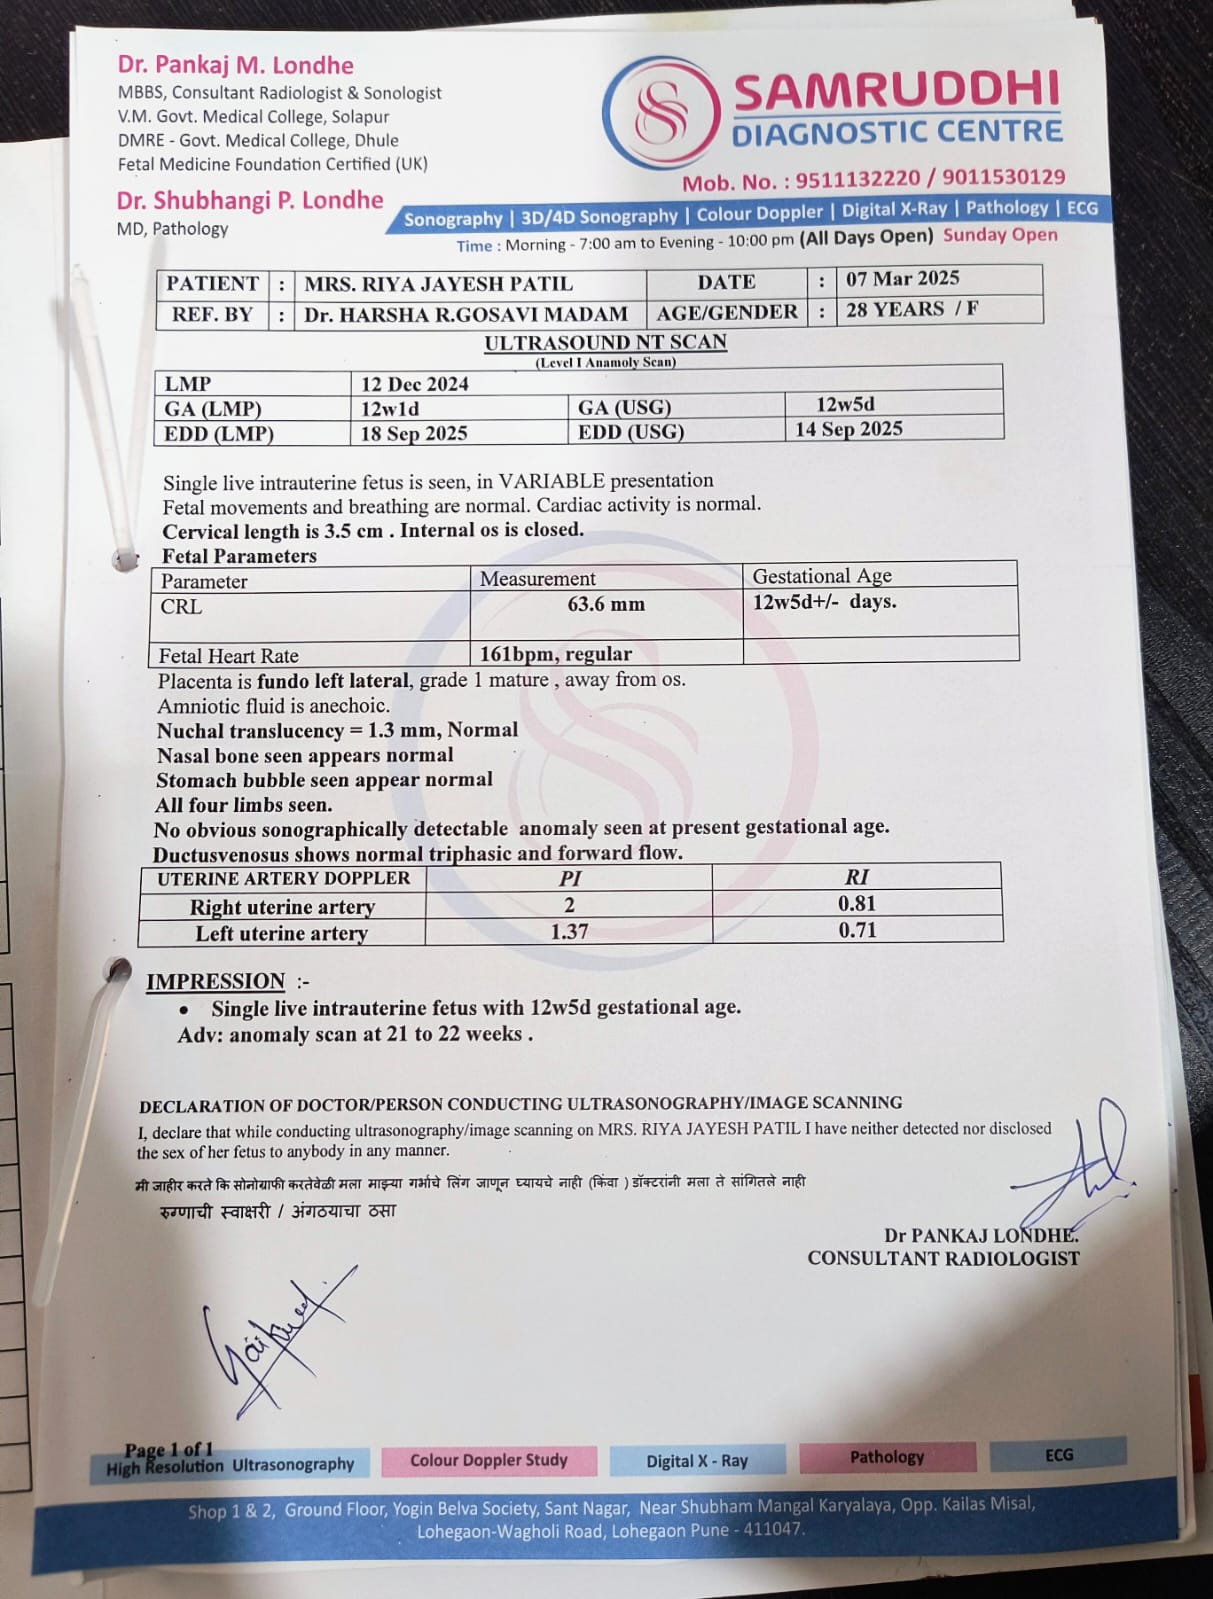 Dr. Pankaj M. Londhe
MBBS, Consultant Radiologist & Sonologist
V.M. Govt. Medical College, Solapur
DMRE - Govt. Medical College, Dhule
Fetal Medicine Foundation Certified (UK)
Dr. Shubhangi P. Londhe
MD, Pathology
SAMRUDDHI
DIAGNOSTIC CENTRE
Mob. No. : 9511132220 / 9011530129
Sonography | 3D/4D Sonography | Colour Doppler | Digital X-Ray | Pathology | ECG
Time : Morning - 7:00 am to Evening - 10:00 pm (All Days Open) Sunday Open
PATIENT : MRS. RIYA JAYESH PATIL DATE : 07 Mar 2025
REF. BY : Dr. HARSHA R.GOSAVI MADAM AGE/GENDER : 28 YEARS / F
ULTRASOUND NT SCAN
(Level I Anamoly Scan)
LMP 12 Dec 2024
GA (LMP) 12w1d GA (USG) 12w5d
EDD (LMP) 18 Sep 2025 EDD (USG) 14 Sep 2025
Single live intrauterine fetus is seen, in VARIABLE presentation
Fetal movements and breathing are normal. Cardiac activity is normal.
Cervical length is 3.5 cm . Internal os is closed.
Fetal Parameters
Parameter Measurement Gestational Age
CRL 63.6 mm 12w5d+/- days.
Fetal Heart Rate 161bpm, regular
Placenta is fundo left lateral, grade 1 mature , away from os.
Amniotic fluid is anechoic.
Nuchal translucency = 1.3 mm, Normal
Nasal bone seen appears normal
Stomach bubble seen appear normal
All four limbs seen.
No obvious sonographically detectable anomaly seen at present gestational age.
Ductusvenosus shows normal triphasic and forward flow.
UTERINE ARTERY DOPPLER PI RI
Right uterine artery 2 0.81
Left uterine artery 1.37 0.71
IMPRESSION :-
• Single live intrauterine fetus with 12w5d gestational age.
Adv: anomaly scan at 21 to 22 weeks .
DECLARATION OF DOCTOR/PERSON CONDUCTING ULTRASONOGRAPHY/IMAGE SCANNING
I, declare that while conducting ultrasonography/image scanning on MRS. RIYA JAYESH PATIL I have neither detected nor disclosed
the sex of her fetus to anybody in any manner.
मी जाहीर करते कि सोनोग्राफी करतेवेळी मला माझ्या गर्भाचे लिंग जाणून घ्यायचे नाही (किंवा ) डॉक्टरांनी मला ते सांगितले नाही
रुग्णाची स्वाक्षरी / अंगठयाचा ठसा
Dr PANKAJ LONDHE.
CONSULTANT RADIOLOGIST
Page 1 of 1
High Resolution Ultrasonography Colour Doppler Study Digital X - Ray Pathology ECG
Shop 1 & 2, Ground Floor, Yogin Belva Society, Sant Nagar, Near Shubham Mangal Karyalaya, Opp. Kailas Misal,
Lohegaon-Wagholi Road, Lohegaon Pune - 411047.